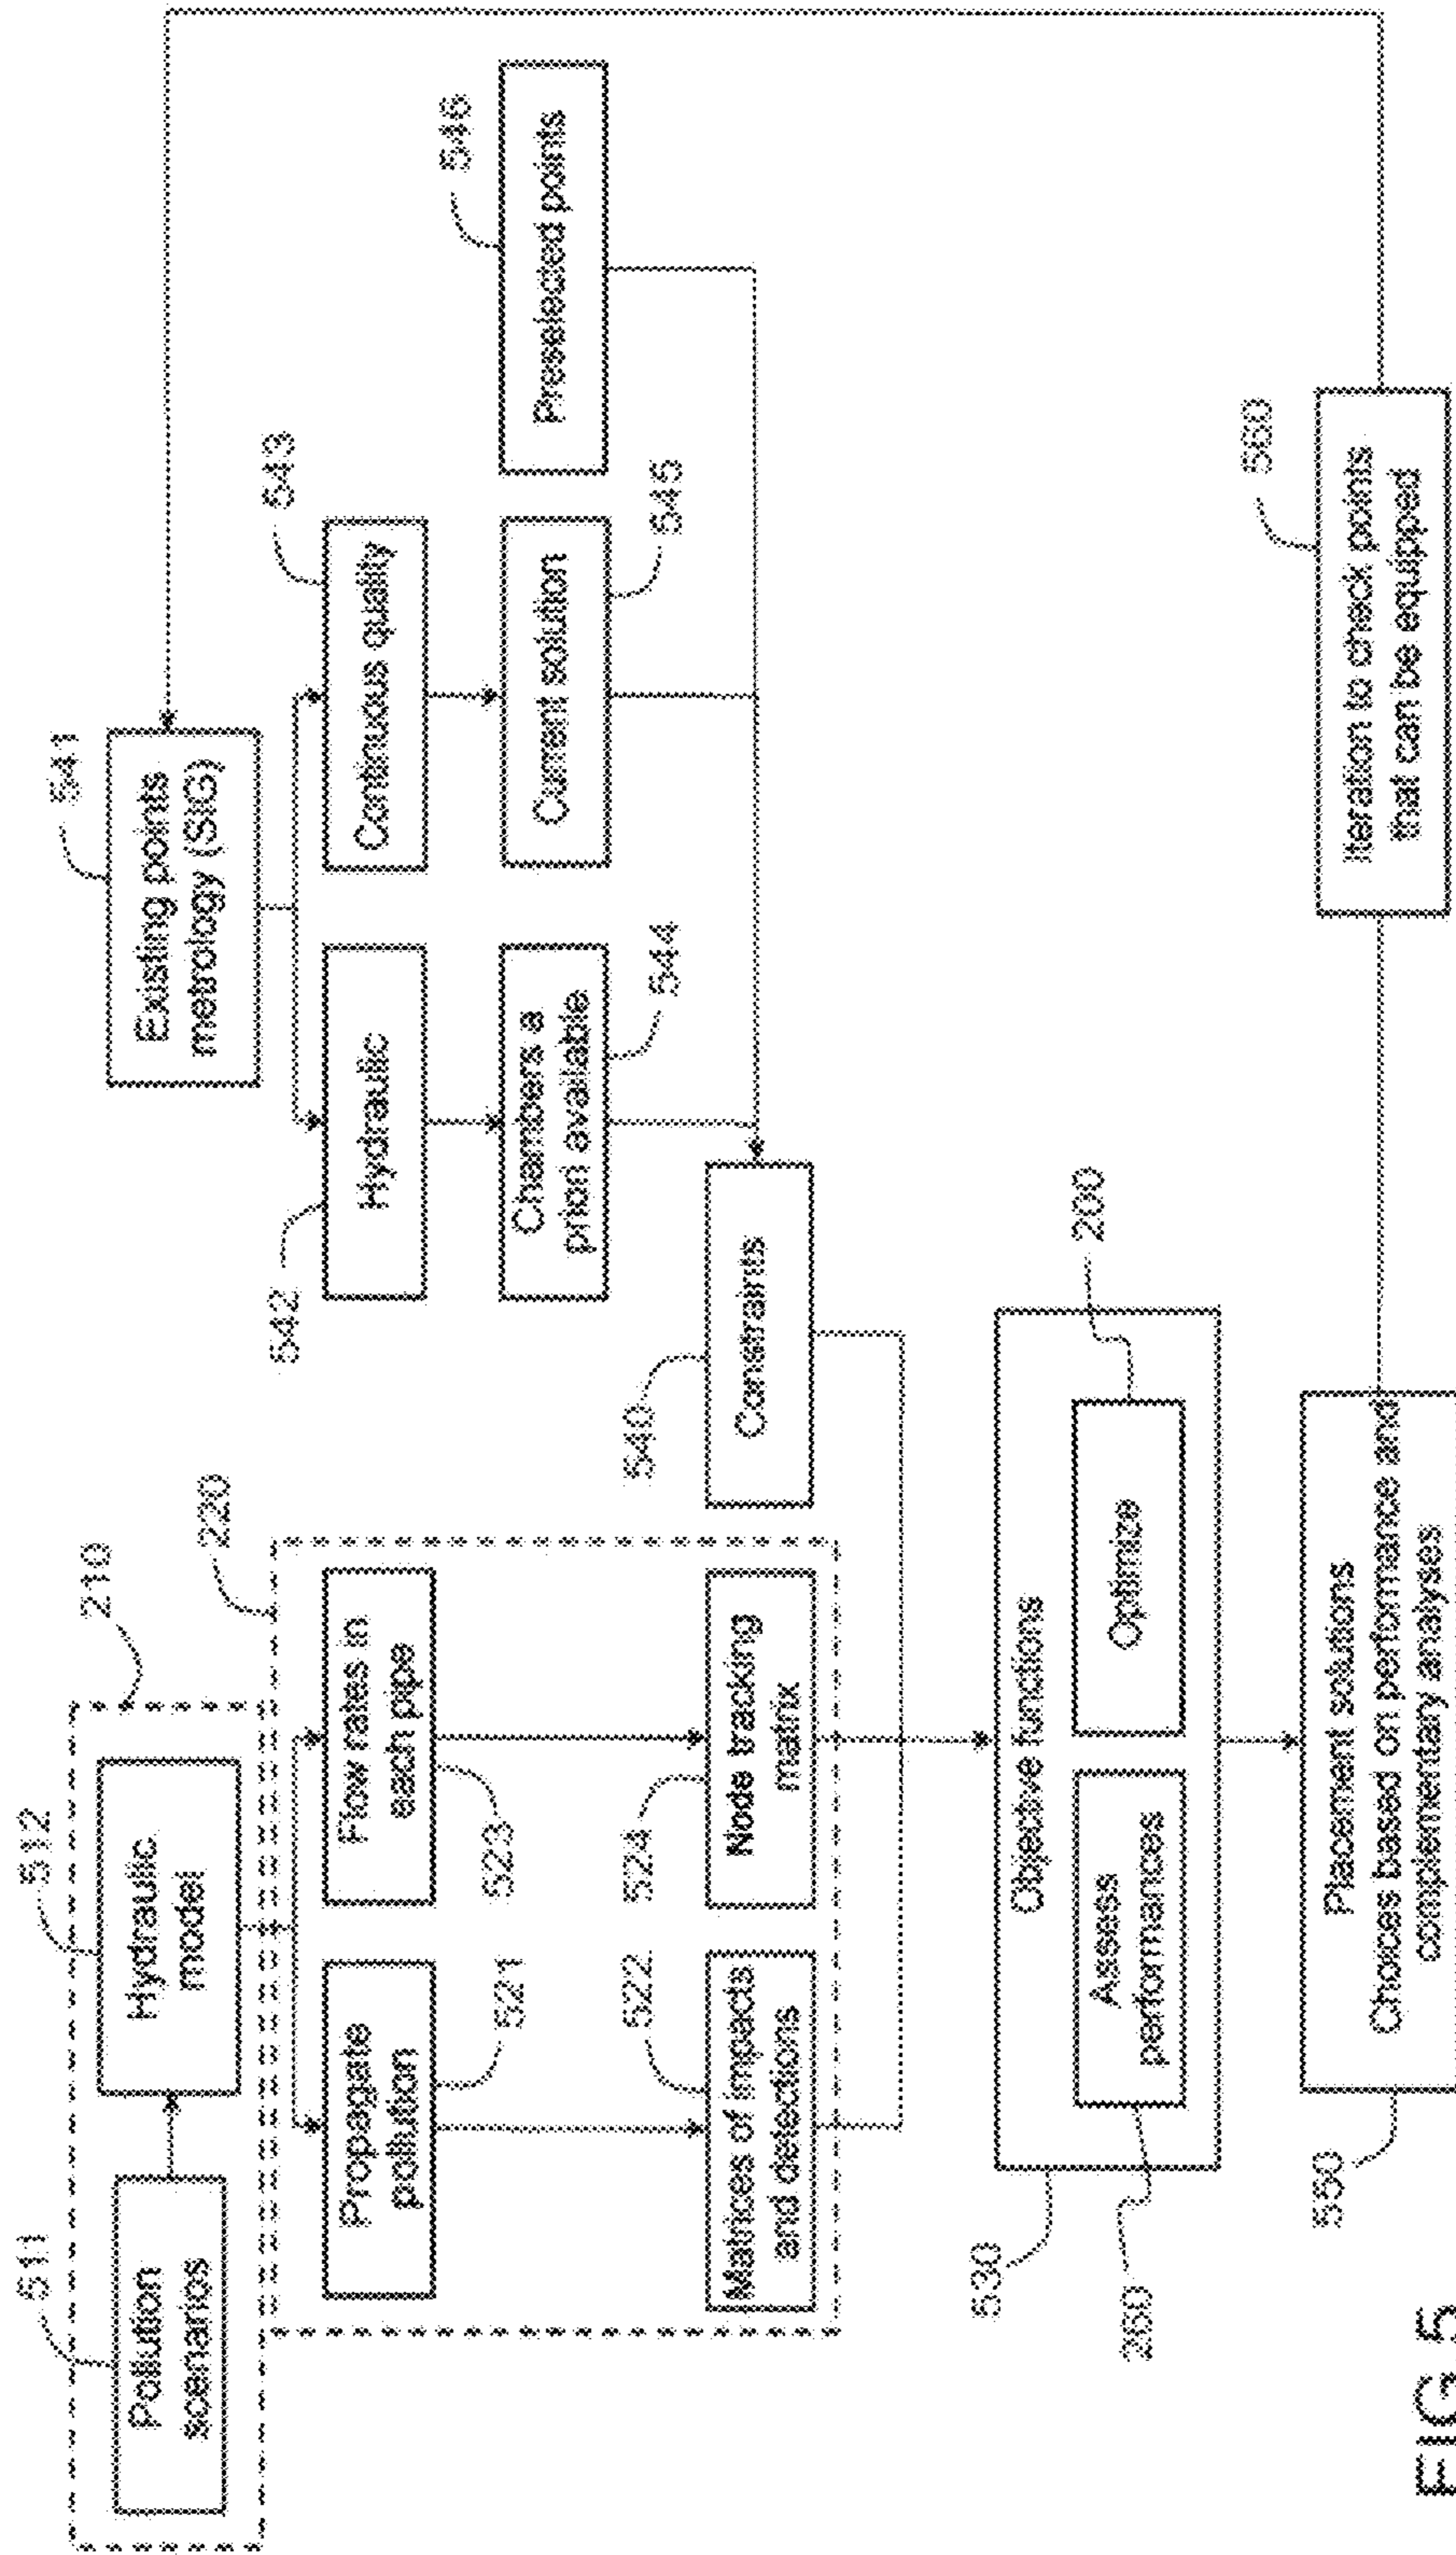 511
Pollution
scenarios
512
Hydraulic
model
210
220
Propagate
pollution
521
Flow rates in
each pipe
523
522
Matrices of impacts
and detections
524
Node tracking
matrix
541
Existing points
metrology (SIG)
542
Hydraulic
543
Continuous quality
Chambers a
priori available
544
Current solution
545
546
Preselected points
540
Constraints
530
Objective functions
260
Assess
performances
Optimize
200
550
Placement solutions
Choices based on performance and
complementary analyses
560
Iteration to check points
that can be equipped
FIG.5